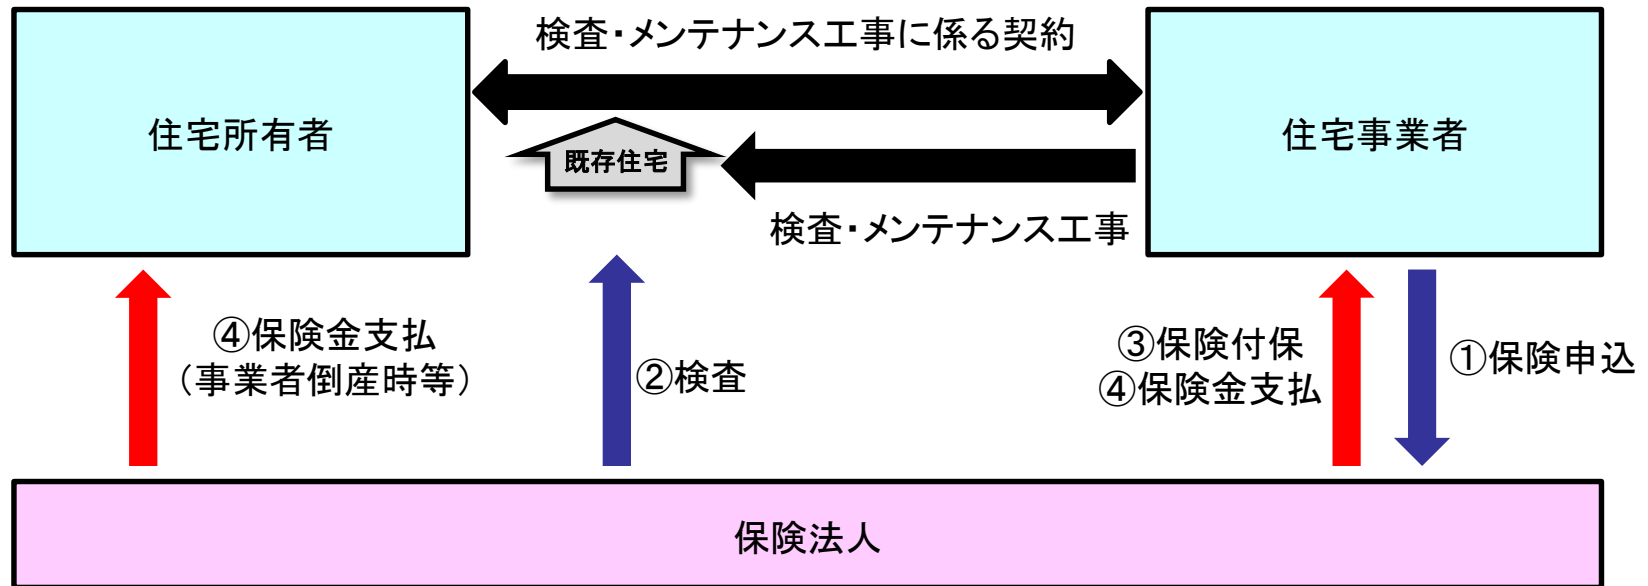 検査・メンテナンス工事に係る契約
住宅所有者
住宅事業者
既存住宅
検査・メンテナンス工事
④保険金支払
（事業者倒産時等）
②検査
③保険付保
④保険金支払
①保険申込
保険法人